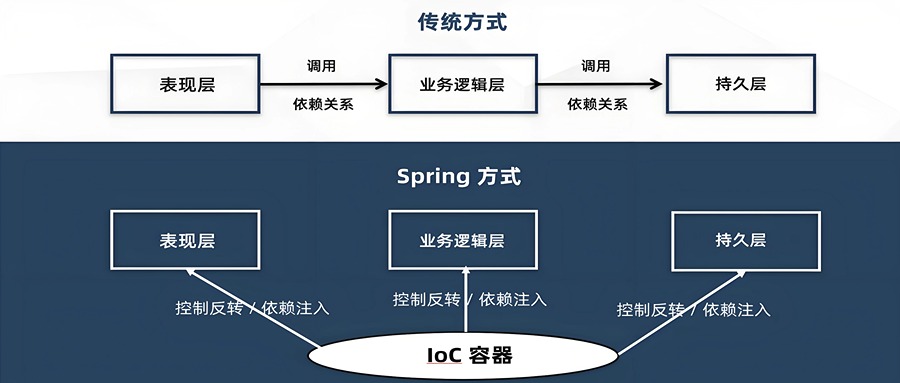 传统方式
表现层
调用
依赖关系
业务逻辑层
调用
依赖关系
持久层
Spring 方式
表现层
业务逻辑层
持久层
控制反转 / 依赖注入
控制反转 / 依赖注入
控制反转 / 依赖注入
IoC 容器